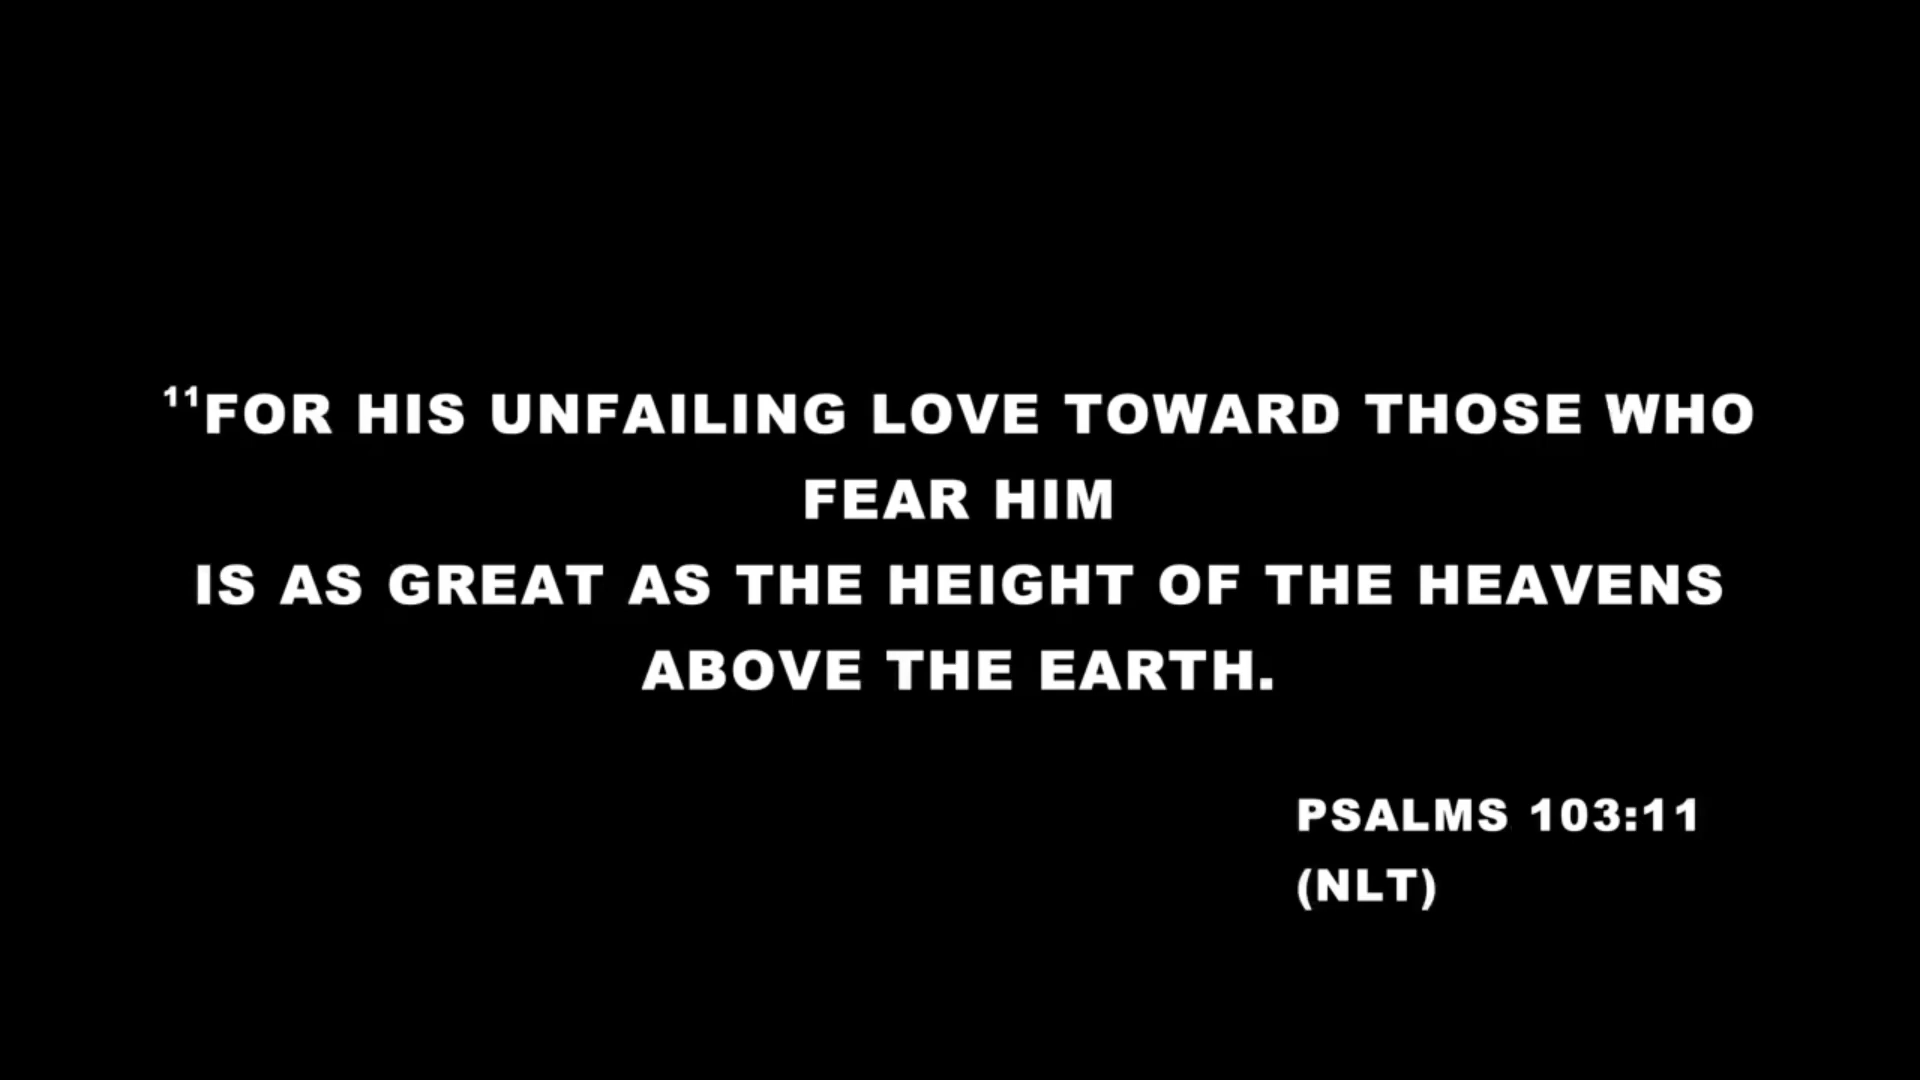 ¹¹FOR HIS UNFAILING LOVE TOWARD THOSE WHO
FEAR HIM
IS AS GREAT AS THE HEIGHT OF THE HEAVENS
ABOVE THE EARTH.
PSALMS 103:11
(NLT)